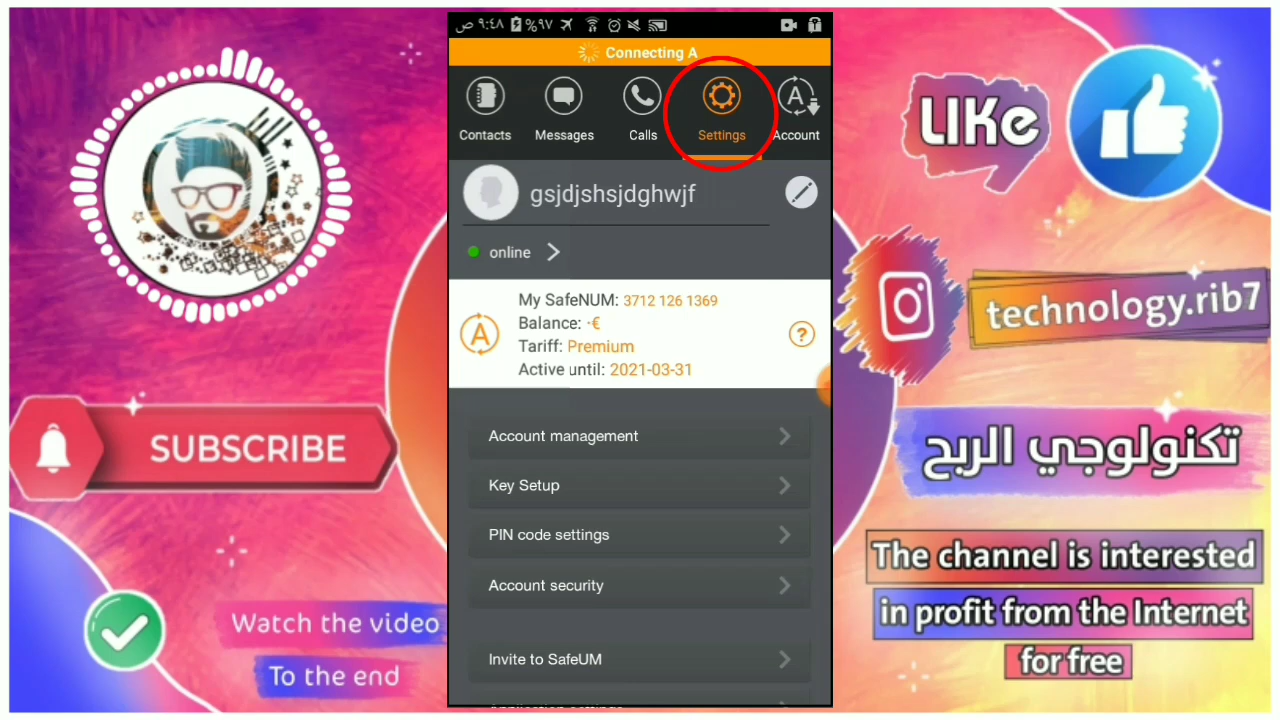 ٩:٤٨ ص
%٩٧
Connecting A
Contacts
Messages
Calls
Settings
A
Account
gsjdjshsjdghwjf
online
A
My SafeNUM: 3712 126 1369
Balance: -€
Tariff: Premium
Active until: 2021-03-31
?
Account management
Key Setup
PIN code settings
Account security
Invite to SafeUM
Application settings
SUBSCRIBE
Watch the video
To the end
LIKe
technology.rib7
تكنولوجي الربح
The channel is interested
in profit from the Internet
for free